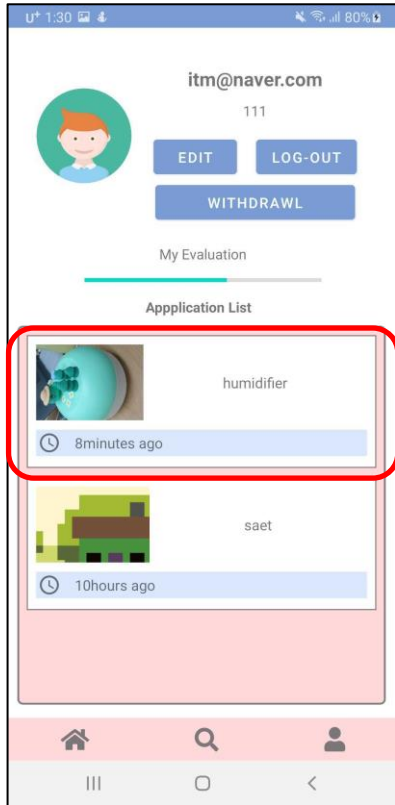 U+ 1:30 80%
itm@naver.com
111
EDIT LOG-OUT
WITHDRAWL
My Evaluation
Appplication List
humidifier
8minutes ago
saet
10hours ago